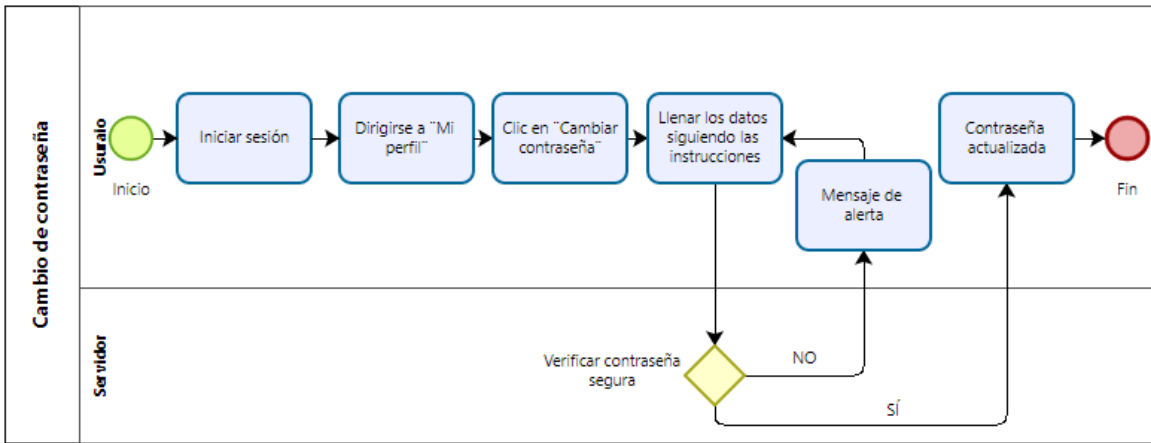 Cambio de contraseña
Usuraio
Inicio
Iniciar sesión
Dirigirse a ¨Mi
perfil¨
Clic en ¨Cambiar
contraseña¨
Llenar los datos
siguiendo las
instrucciones
Mensaje de
alerta
Contraseña
actualizada
Fin
Servidor
Verificar contraseña
segura
NO
SÍ